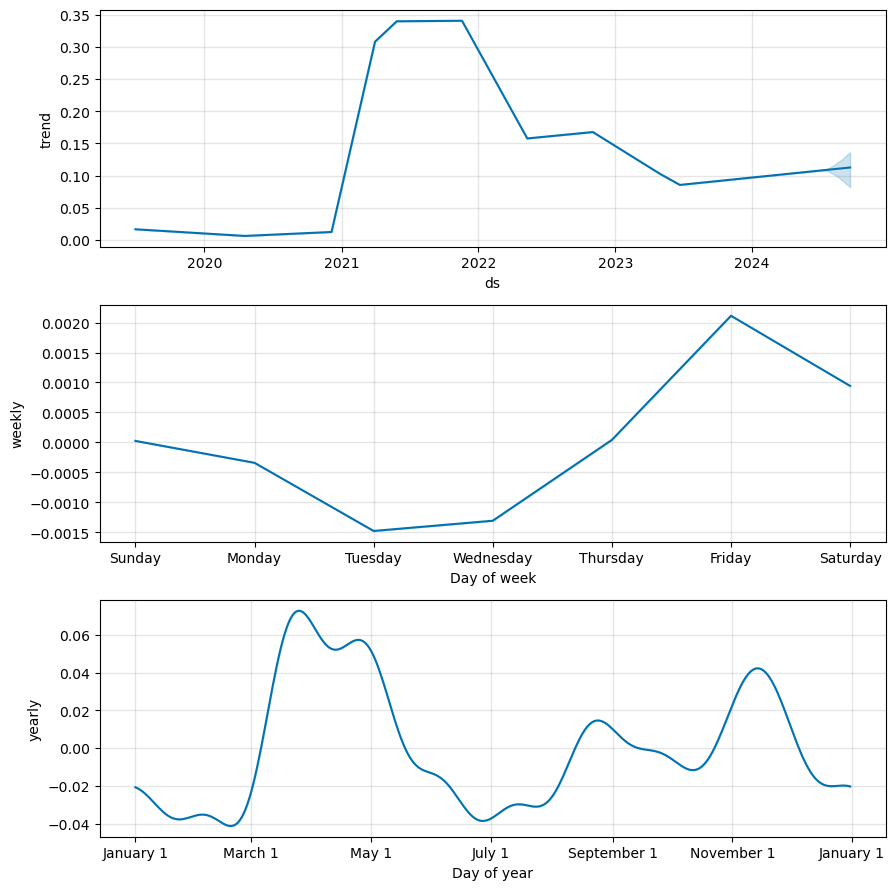 0.35
0.30
0.25
0.20
0.15
0.10
0.05
0.00
trend
2020 2021 2022 2023 2024
ds
0.0020
0.0015
0.0010
0.0005
0.0000
−0.0005
−0.0010
−0.0015
weekly
Sunday Monday Tuesday Wednesday Thursday Friday Saturday
Day of week
0.06
0.04
0.02
0.00
−0.02
−0.04
yearly
January 1 March 1 May 1 July 1 September 1 November 1 January 1
Day of year